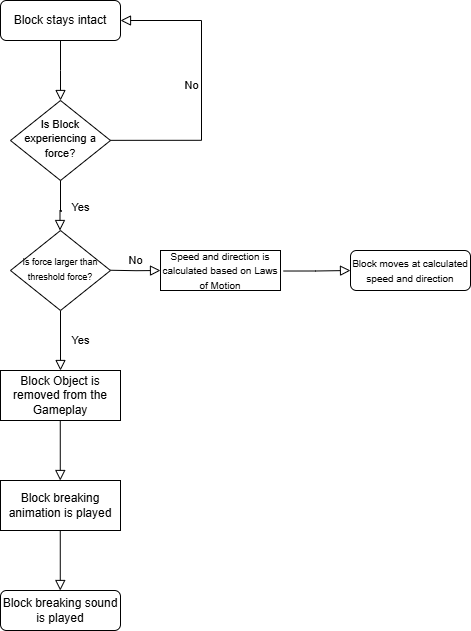 Block stays intact
No
Is Block
experiencing a
force?
Yes
Is force larger than
threshold force?
No
Speed and direction is
calculated based on Laws
of Motion
Block moves at calculated
speed and direction
Yes
Block Object is
removed from the
Gameplay
Block breaking
animation is played
Block breaking sound
is played